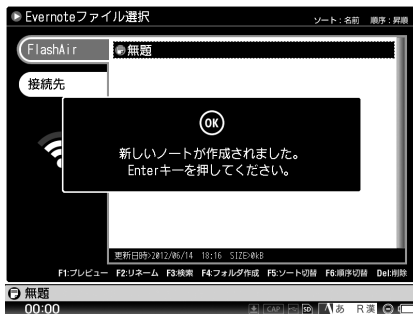 Evernoteファイル選択
ソート:名前 順序:昇順
FlashAir
無題
接続先
OK
新しいノートが作成されました。
Enterキーを押してください。
更新日時>2012/06/14 18:16 SIZE>0kB
F1:プレビュー F2:リネーム F3:検索 F4:フォルダ作成 F5:ソート切替 F6:順序切替 Del:削除
無題
00:00 CAP SD あ R漢